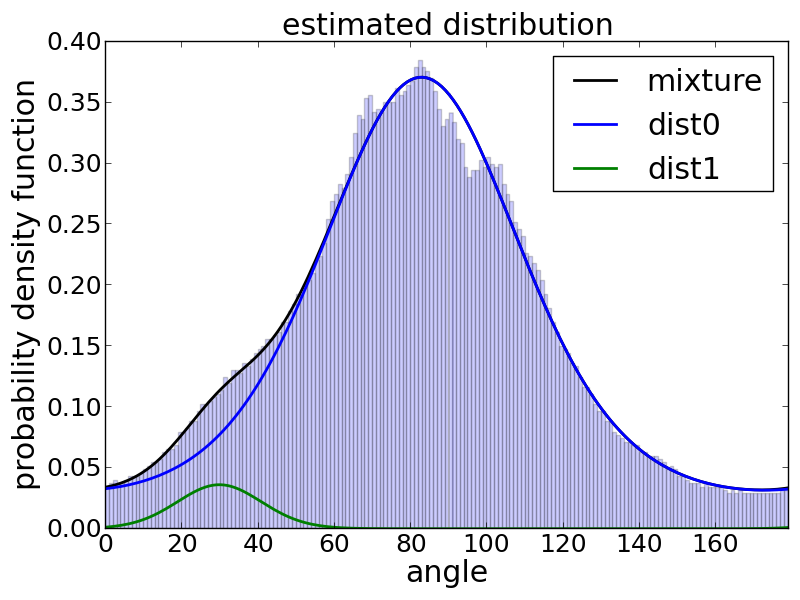 estimated distribution
probability density function
0.40
0.35
0.30
0.25
0.20
0.15
0.10
0.05
0.00
mixture
dist0
dist1
0 20 40 60 80 100 120 140 160
angle